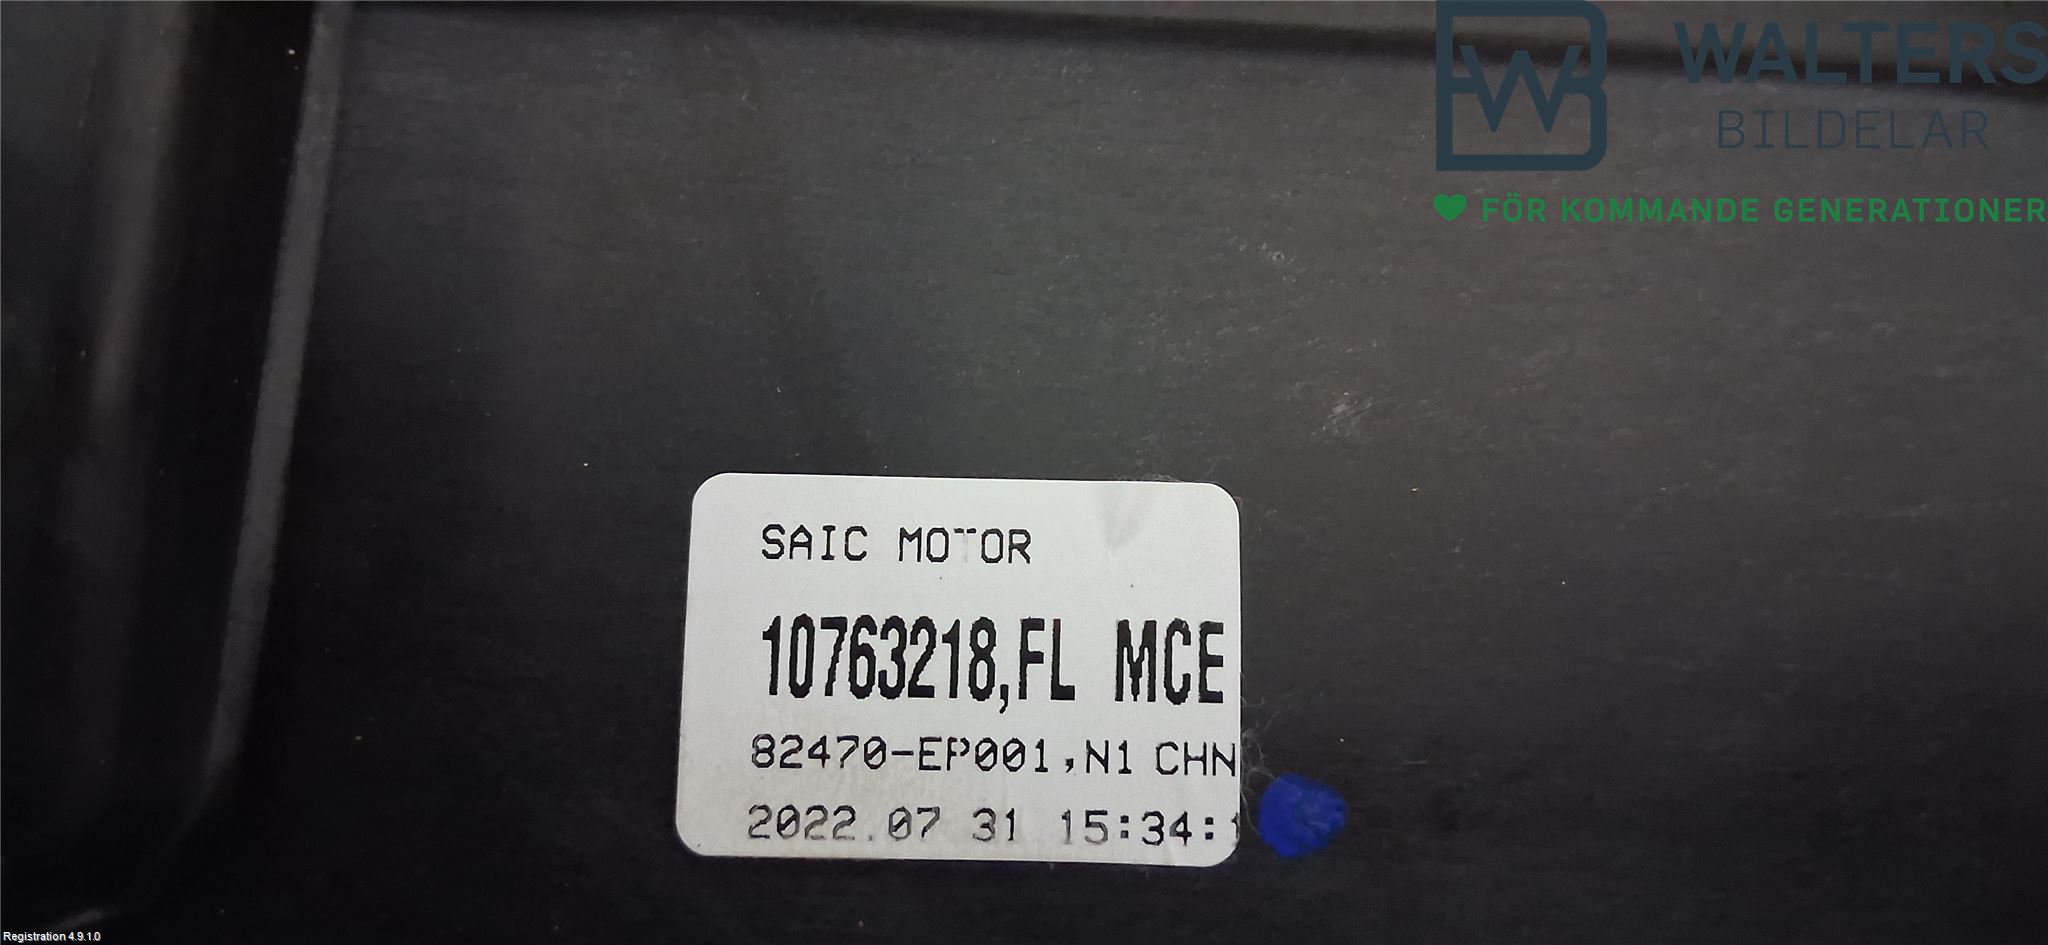 WALTERS
BILDELAR
FÖR KOMMANDE GENERATIONER
SAIC MOTOR
10763218,FL MCE
82470-EP001,N1 CHN
2022.07 31 15:34:
Registration 4.9.1.0